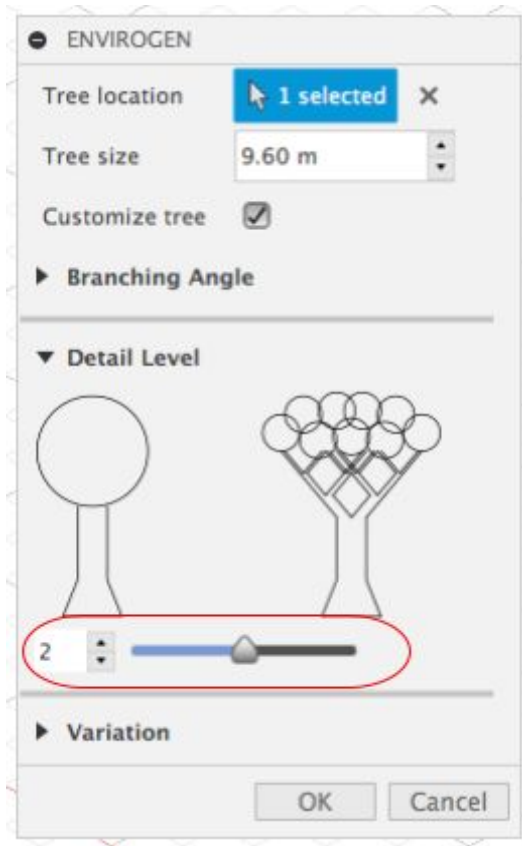 ENVIROGEN
Tree location 1 selected
Tree size 9.60 m
Customize tree
Branching Angle
Detail Level
2
Variation
OK Cancel